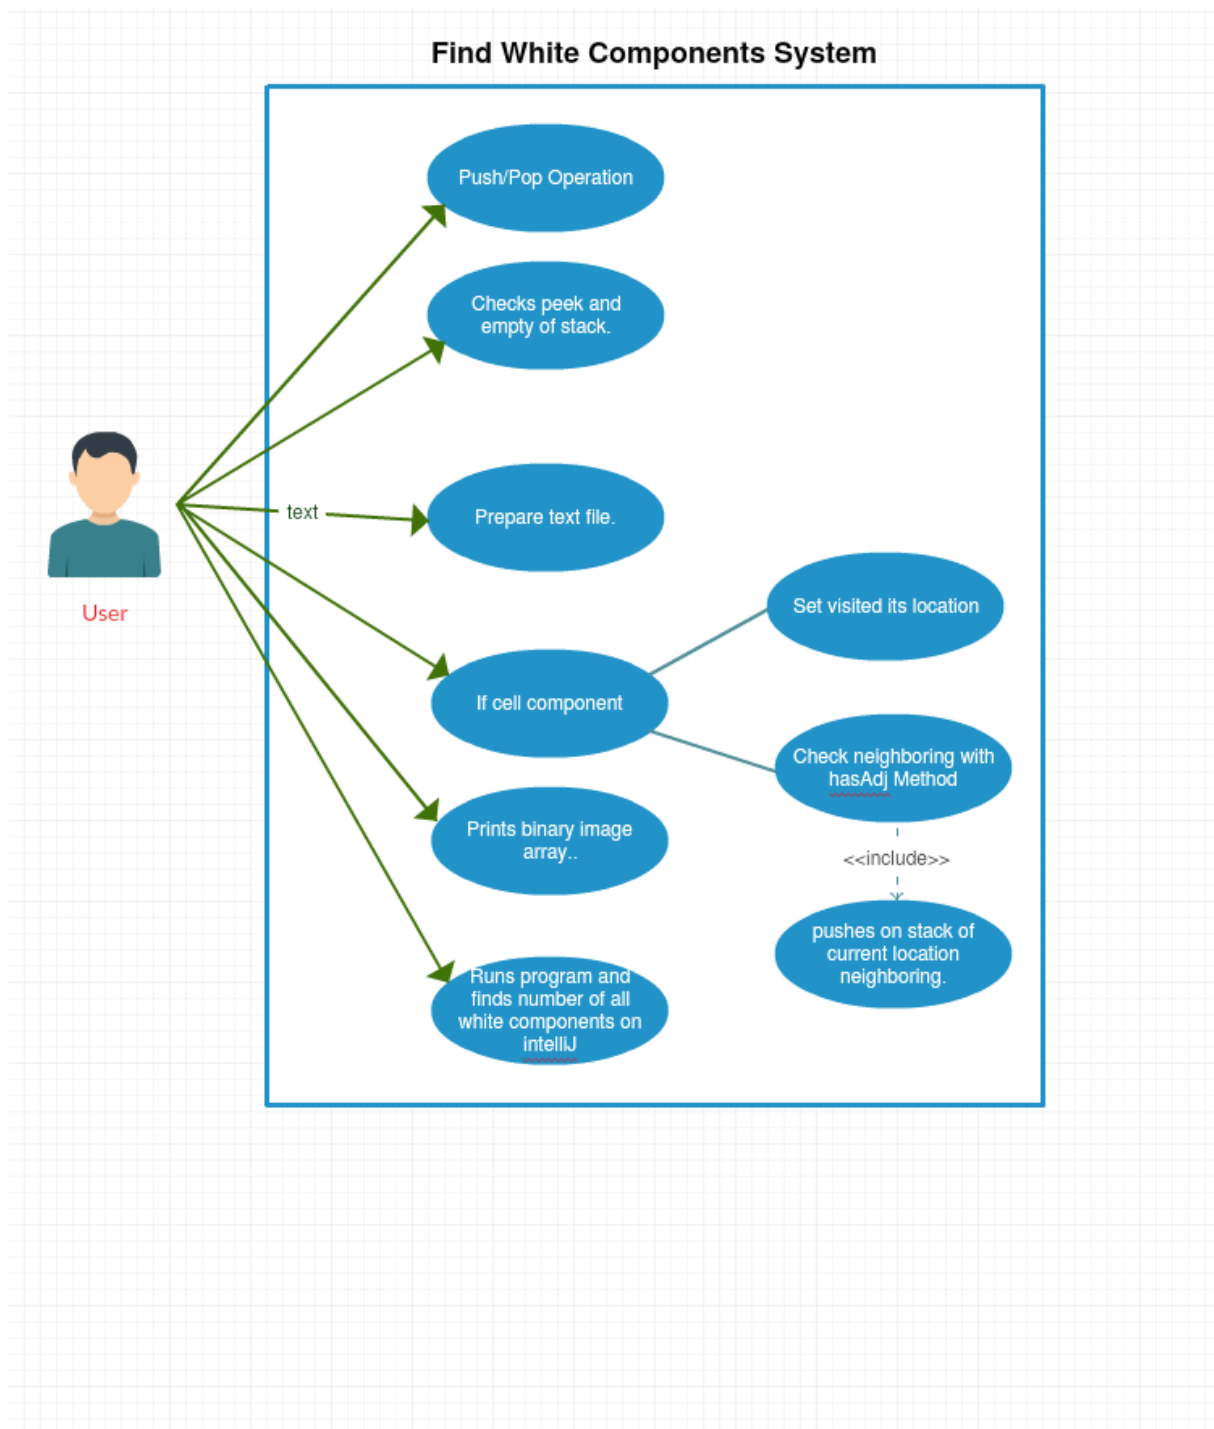 Find White Components System
Push/Pop Operation
Checks peek and
empty of stack.
text
Prepare text file.
User
Set visited its location
If cell component
Check neighboring with
hasAdj Method
Prints binary image
array..
<<include>>
pushes on stack of
current location
neighboring.
Runs program and
finds number of all
white components on
intelliJ